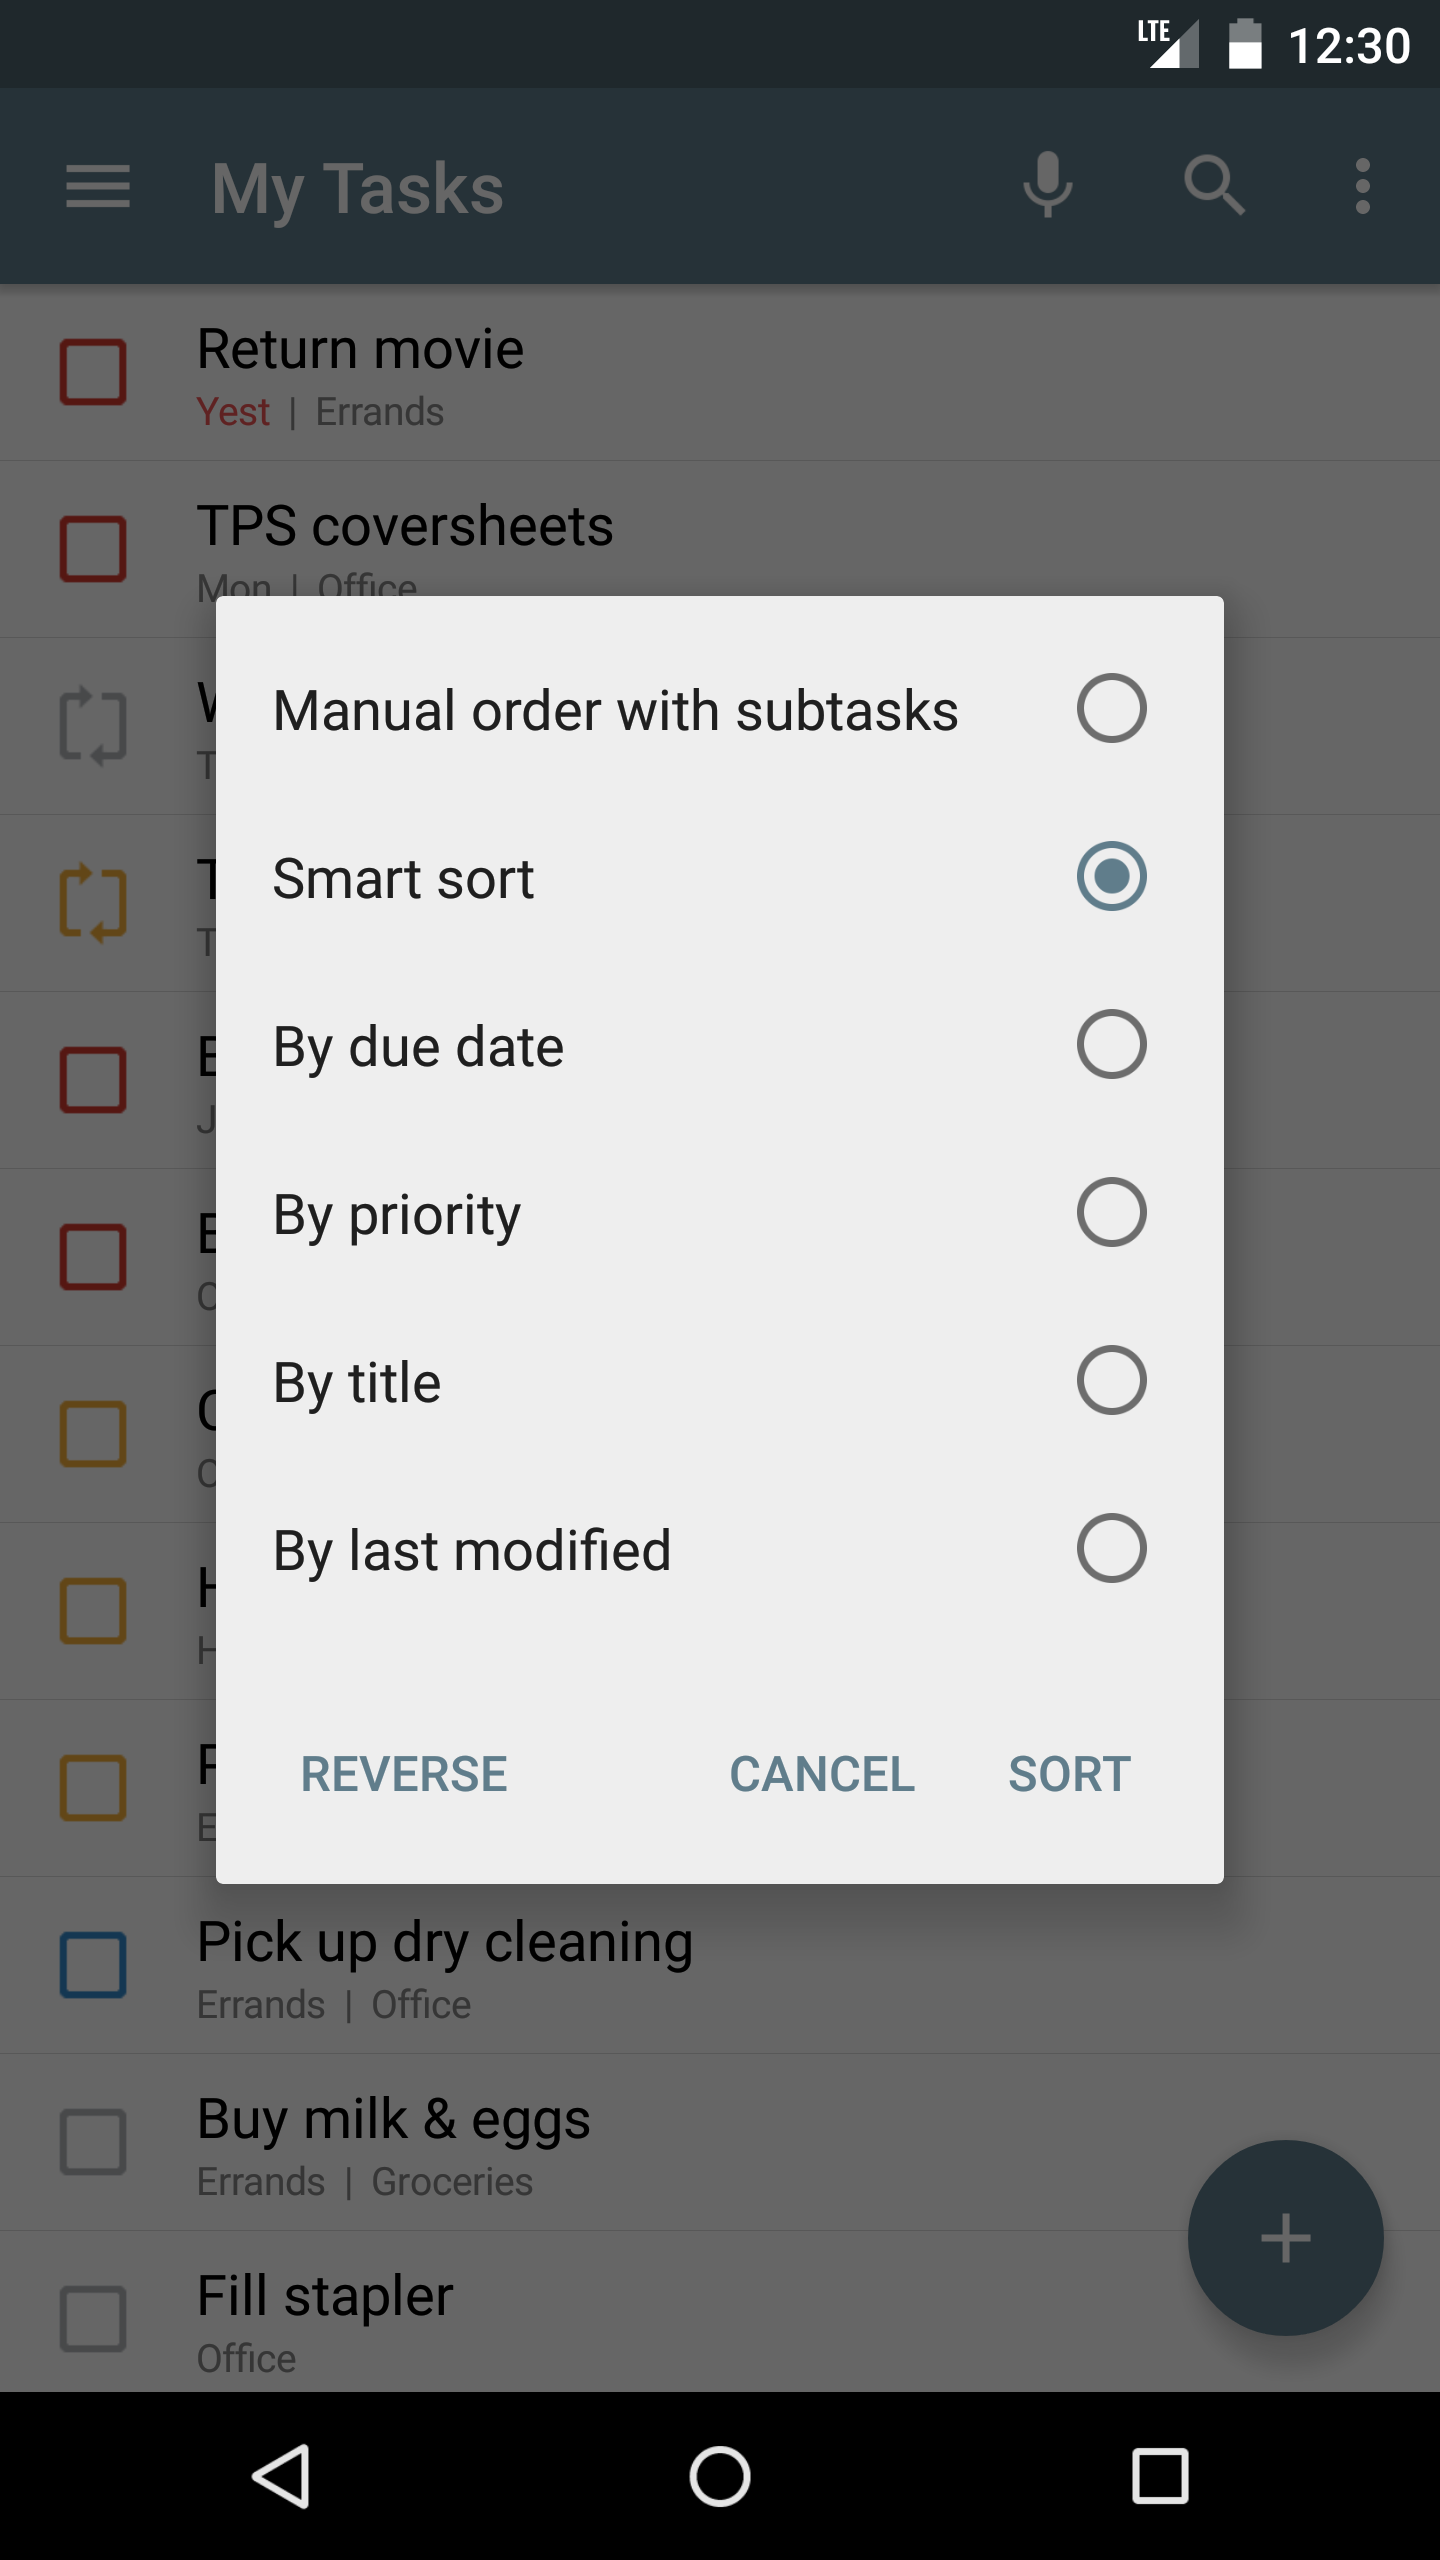 LTE 12:30
My Tasks
Return movie
Yest | Errands
TPS coversheets
Mon | Office
Manual order with subtasks
Smart sort
By due date
By priority
By title
By last modified
REVERSE CANCEL SORT
Pick up dry cleaning
Errands | Office
Buy milk & eggs
Errands | Groceries
Fill stapler
Office